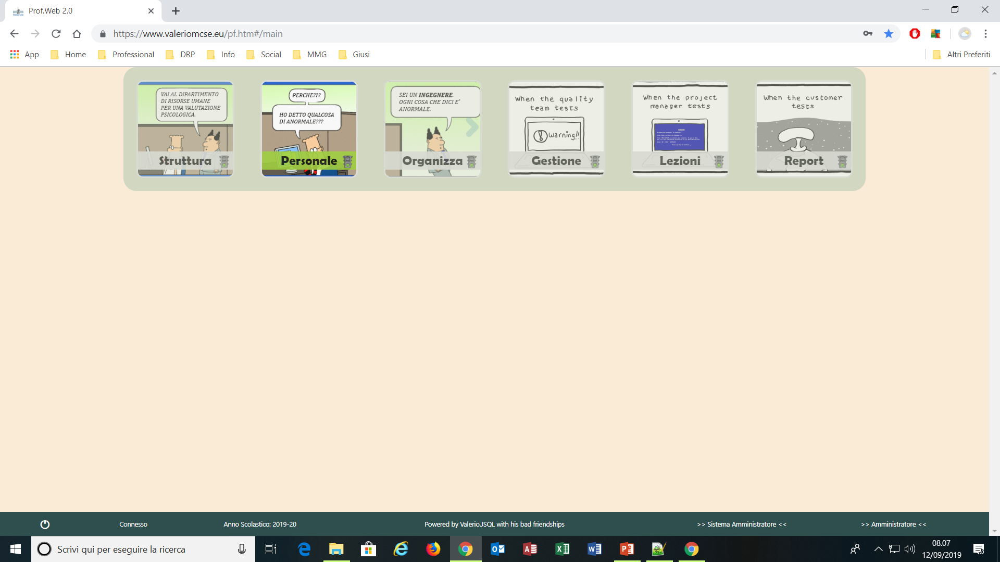 Prof.Web 2.0
https://www.valeriomcse.eu/pf.htm#/main
App
Home
Professional
DRP
Info
Social
MMG
Giusi
Altri Preferiti
VAI AL DIPARTIMENTO
DI RISORSE UMANE
PER UNA VALUTAZIONE
PSICOLOGICA.
Struttura
PERCHE???
HO DETTO QUALCOSA
DI ANORMALE???
Personale
SEI UN INGEGNERE.
OGNI COSA CHE DICI E'
ANORMALE.
Organizza
When the quality
team tests
Warning!!
Gestione
When the project
manager tests
Lezioni
When the customer
tests
Report
Connesso
Anno Scolastico: 2019-20
Powered by ValerioJSQL with his bad friendships
>> Sistema Amministratore <<
>> Amministratore <<
Scrivi qui per eseguire la ricerca
08.07
12/09/2019